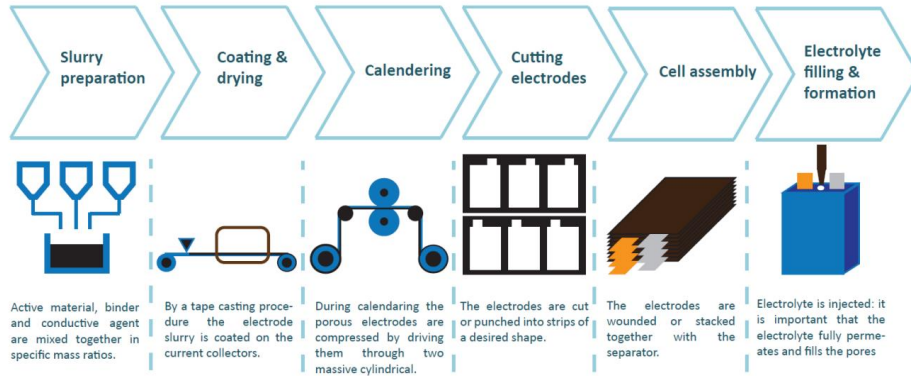 Slurry
preparation
Coating &
drying
Calendering
Cutting
electrodes
Cell assembly
Electrolyte
filling &
formation
Active material, binder
and conductive agent
are mixed together in
specific mass ratios.
By a tape casting proce-
dure the electrode
slurry is coated on the
current collectors.
During calendaring the
porous electrodes are
compressed by driving
them through two
massive cylindrical.
The electrodes are cut
or punched into strips of
a desired shape.
The electrodes are
wounded or stacked
together with the
separator.
Electrolyte is injected: it
is important that the
electrolyte fully perme-
ates and fills the pores